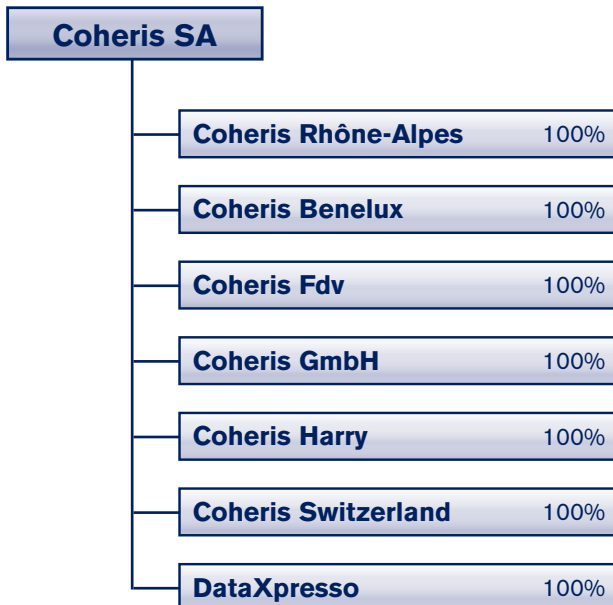 Coheris SA
Coheris Rhône-Alpes 100%
Coheris Benelux 100%
Coheris Fdv 100%
Coheris GmbH 100%
Coheris Harry 100%
Coheris Switzerland 100%
DataXpresso 100%